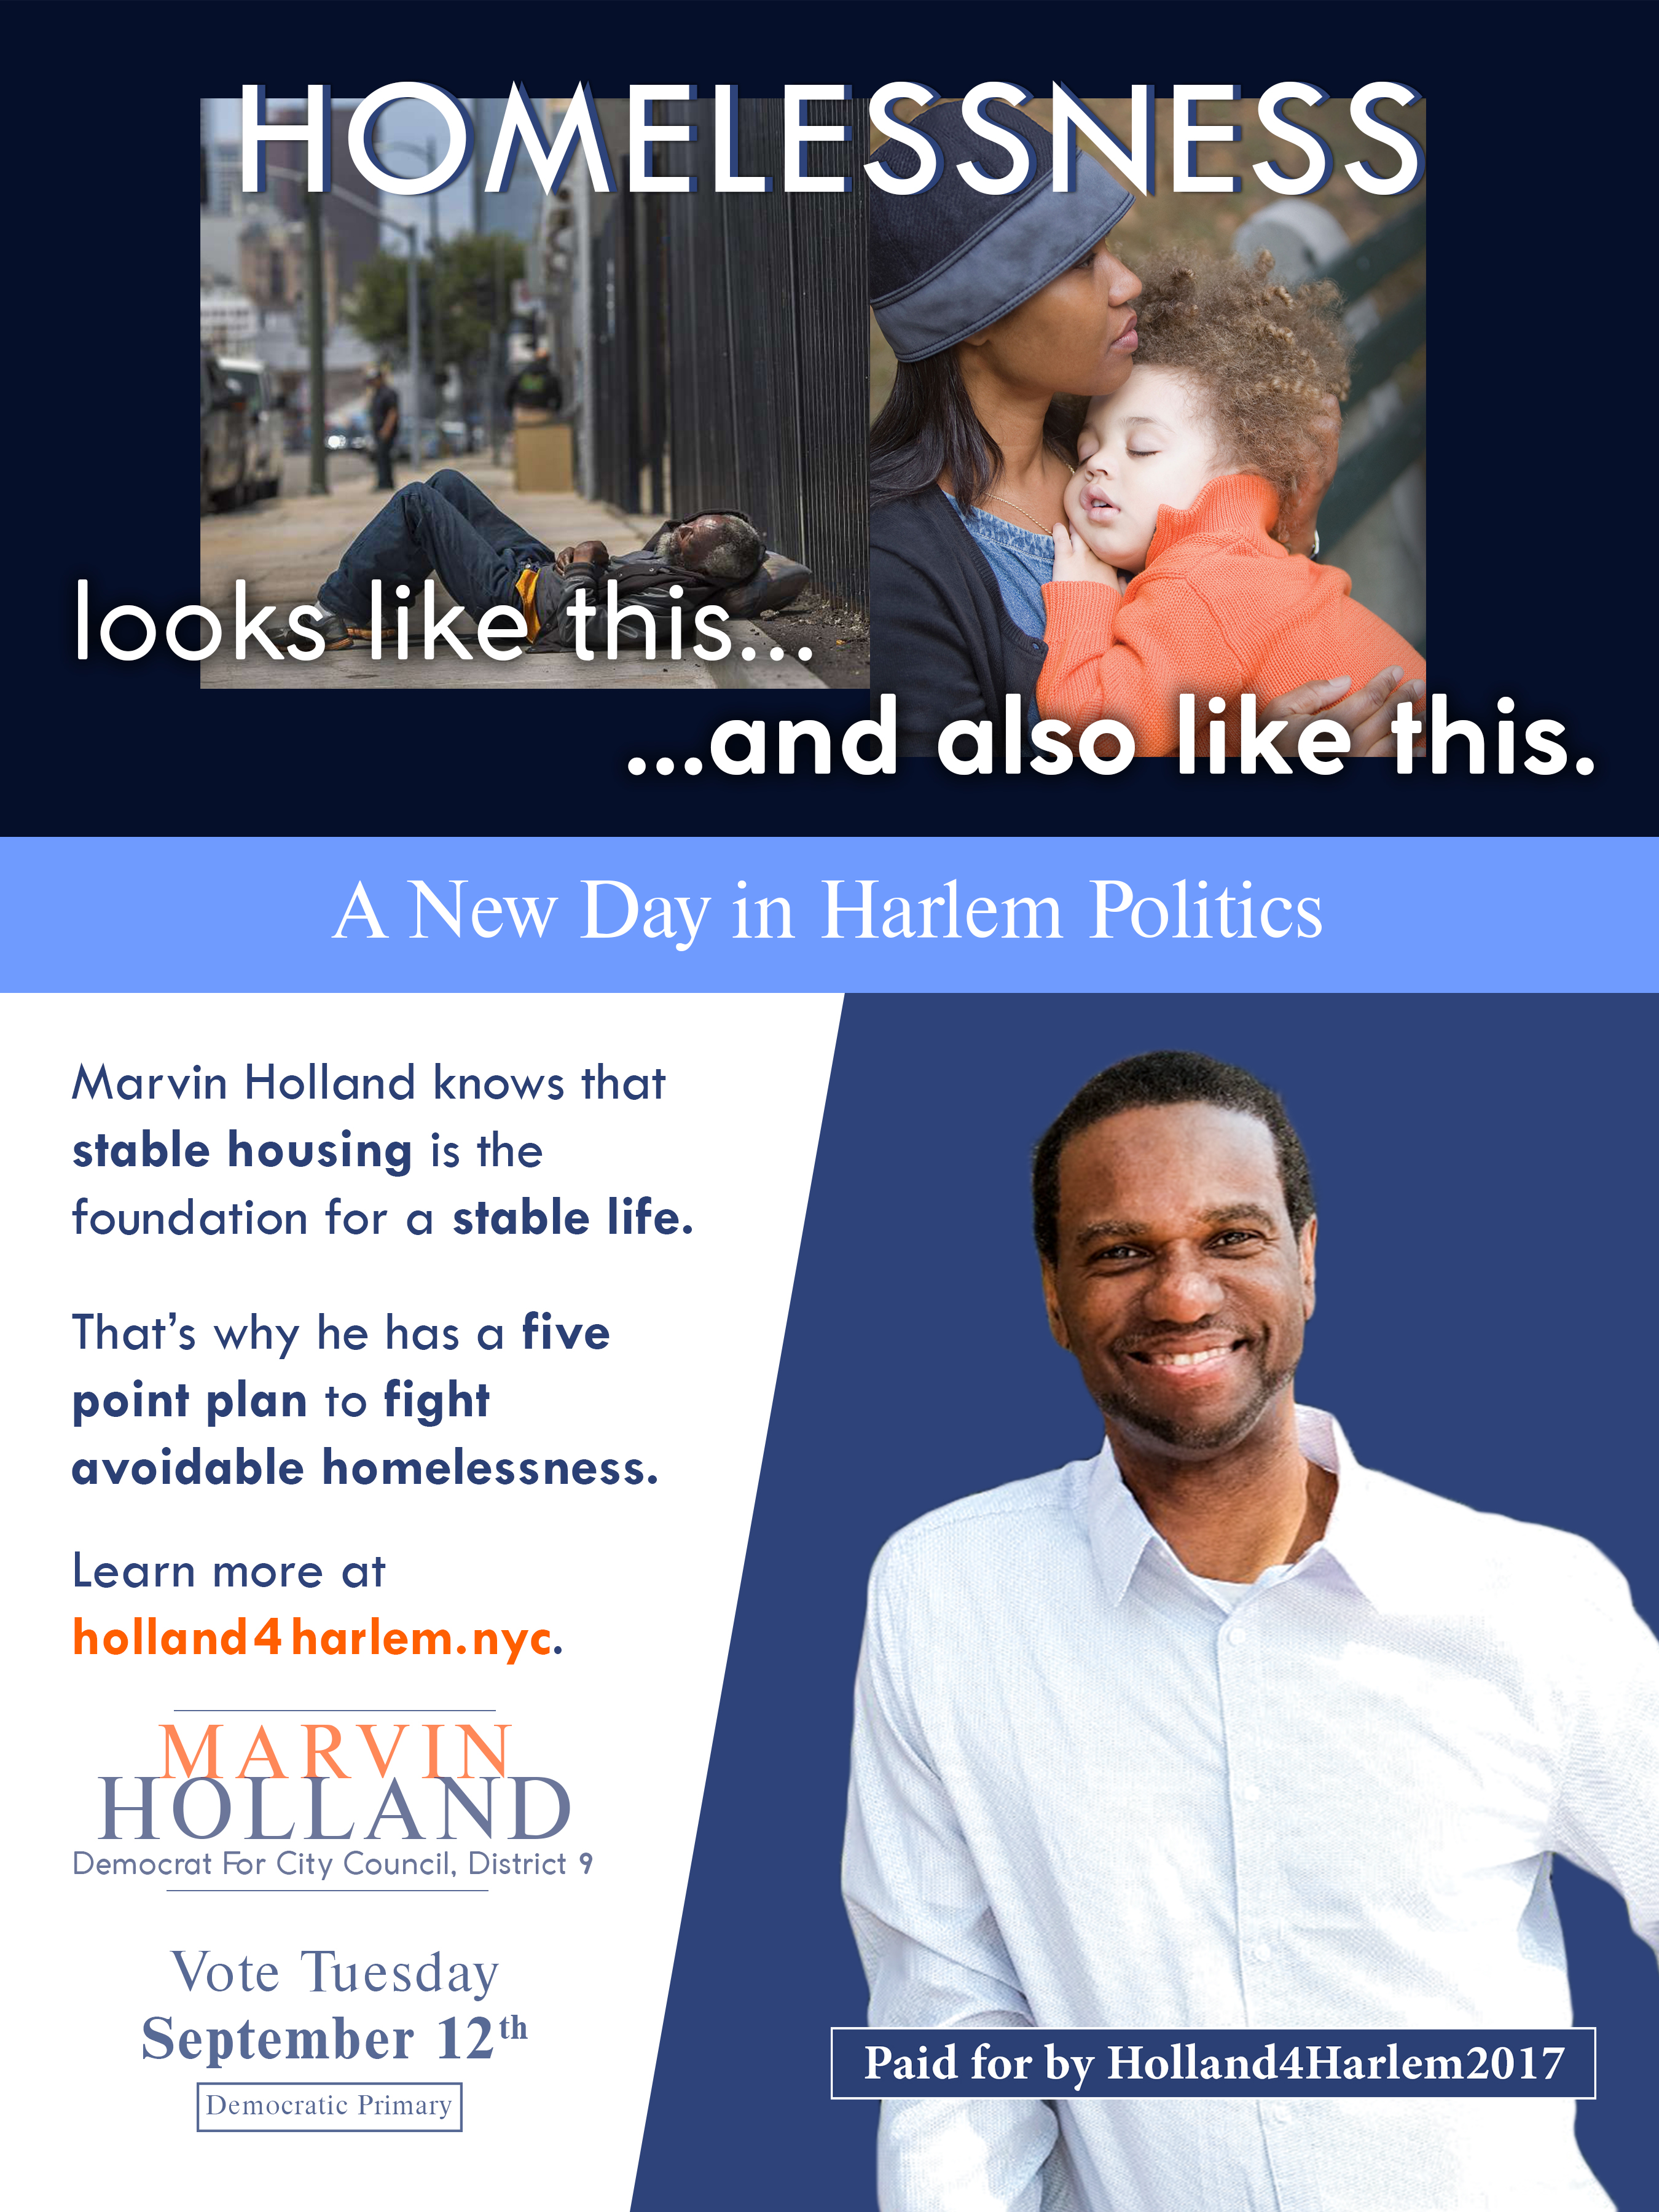 HOMELESSNESS
looks like this...
...and also like this.
A New Day in Harlem Politics
Marvin Holland knows that
stable housing is the
foundation for a stable life.
That’s why he has a five
point plan to fight
avoidable homelessness.
Learn more at
holland4harlem.nyc.
MARVIN
HOLLAND
Democrat For City Council, District 9
Vote Tuesday
September 12th
Democratic Primary
Paid for by Holland4Harlem2017